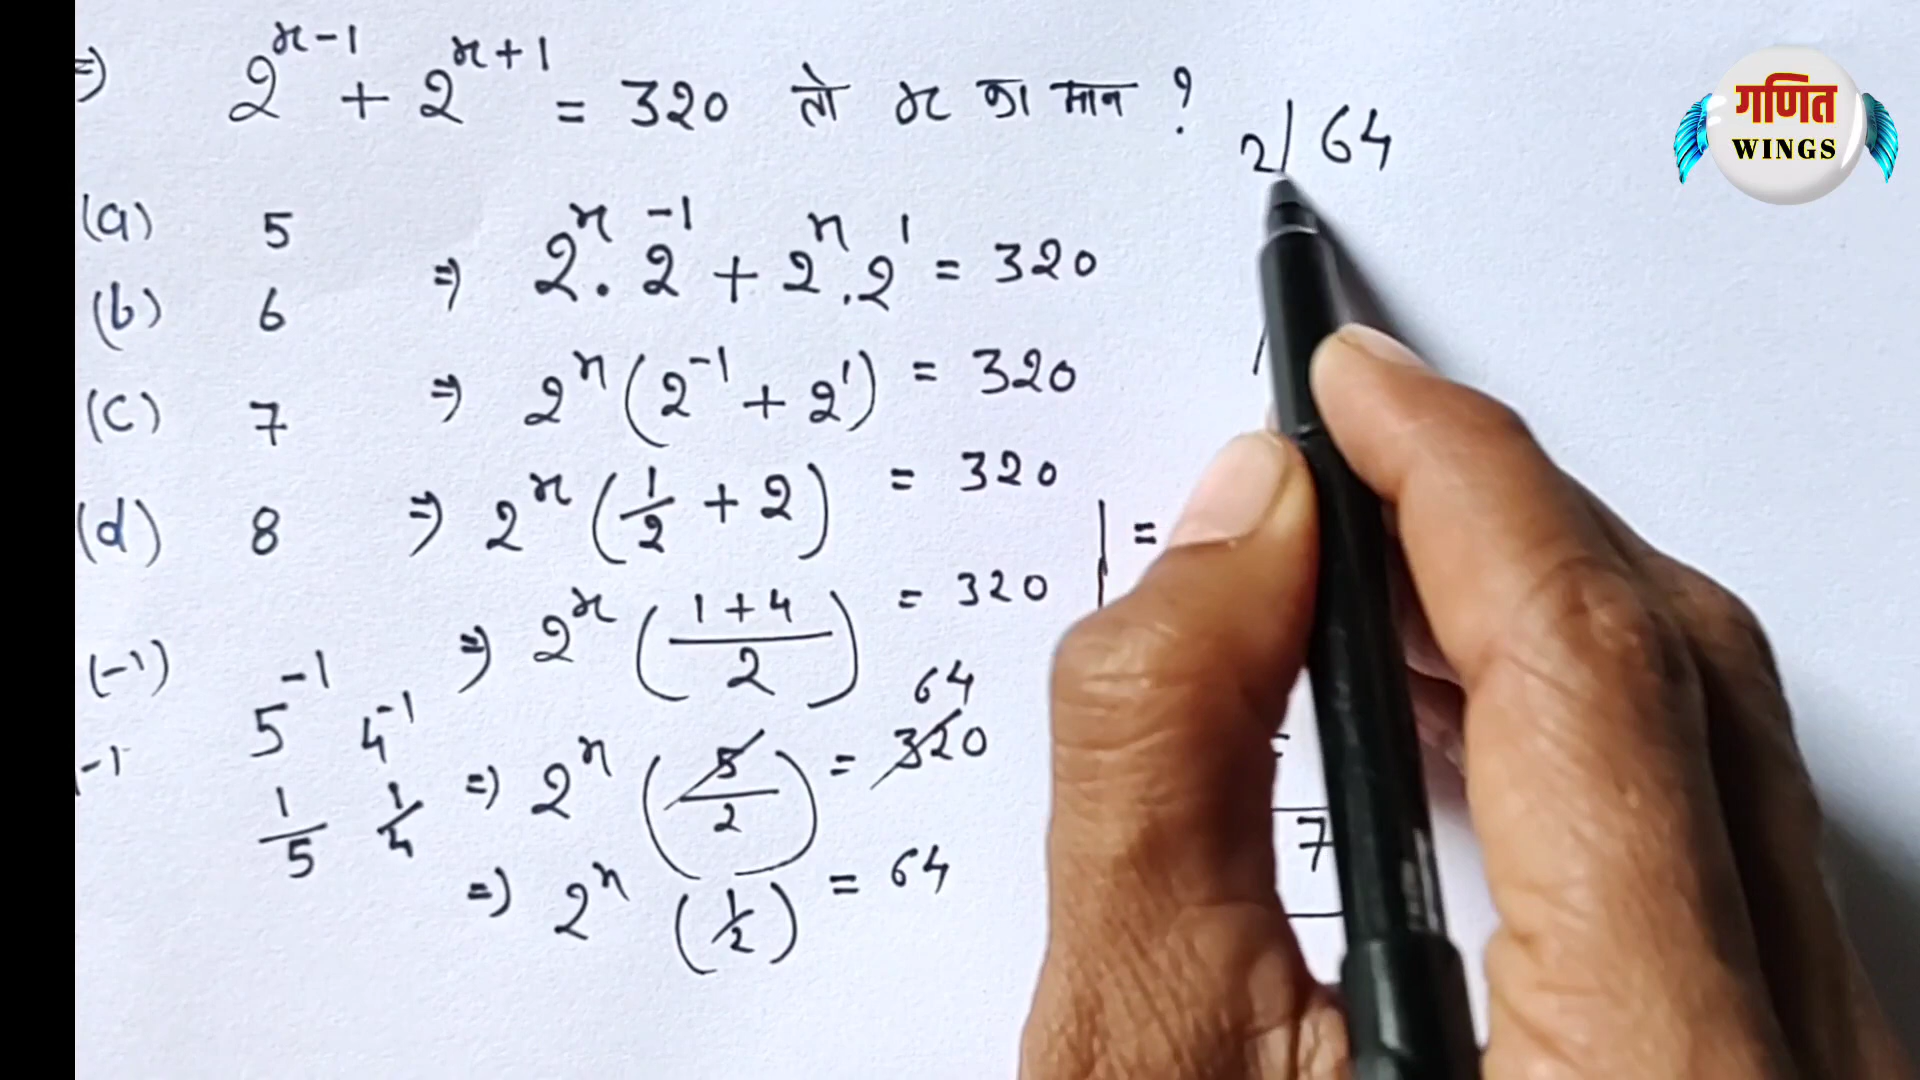 ⇒) 2^{x-1} + 2^{x+1} = 320 तो x का मान ?
(a) 5
(b) 6
(c) 7
(d) 8
⇒ 2^x . 2^{-1} + 2^x . 2^1 = 320
⇒ 2^x (2^{-1} + 2^1) = 320
⇒ 2^x (1/2 + 2) = 320
⇒ 2^x ((1+4)/2) = 320
⇒ 2^x (5/2) = 320 64
⇒ 2^x (1/2) = 64
(-1) 5^{-1} 4^{-1}
-1 1/5 1/4
2 | 64
=
7
गणित
WINGS